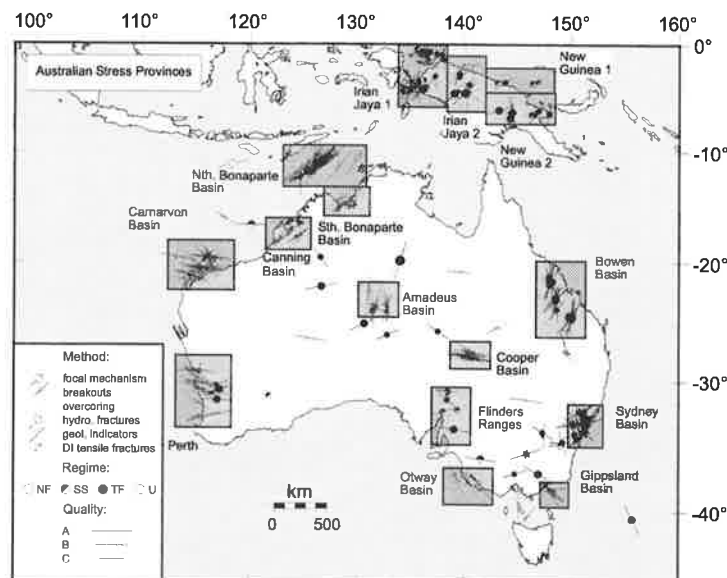 100° 110° 120° 130° 140° 150° 160°
0°
Australian Stress Provinces
New
Guinea 1
Irian
Jaya 1
Irian
Jaya 2
New
Guinea 2
-10°
Nth. Bonaparte
Basin
Carnarvon
Basin
Sth. Bonaparte
Basin
Canning
Basin
Bowen
Basin
-20°
Amadeus
Basin
Cooper
Basin
-30°
Flinders
Ranges
Sydney
Basin
Perth
Otway
Basin
Gippsland
Basin
-40°
km
0 500
Method:
focal mechanism
breakouts
overcoring
hydro. fractures
geol. indicators
DI tensile fractures
Regime:
NF SS TF U
Quality:
A
B
C